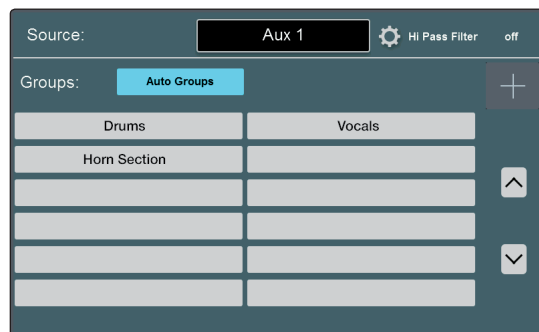 Source: Aux 1 Hi Pass Filter off
Groups: Auto Groups
Drums Vocals
Horn Section